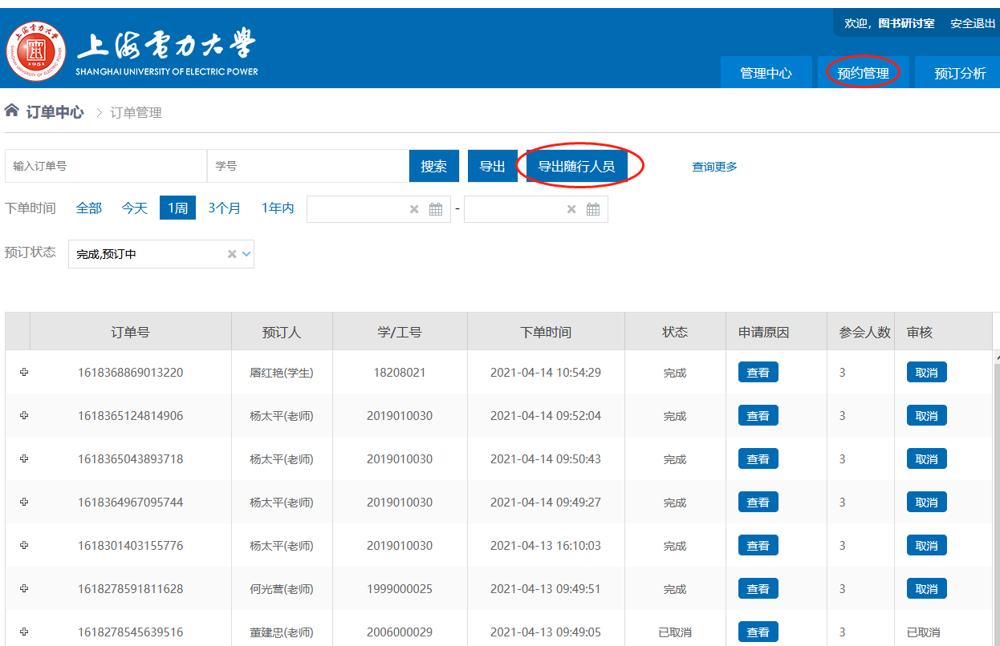 欢迎，图书研讨室 安全退出
上海電力大學
SHANGHAI UNIVERSITY OF ELECTRIC POWER
1951
管理中心 预约管理 预订分析
订单中心 > 订单管理
输入订单号 学号 搜索 导出 导出随行人员 查询更多
下单时间 全部 今天 1周 3个月 1年内 -
预订状态 完成,预订中
订单号 预订人 学/工号 下单时间 状态 申请原因 参会人数 审核
1618368869013220 屠红艳(学生) 18208021 2021-04-14 10:54:29 完成 查看 3 取消
1618365124814906 杨太平(老师) 2019010030 2021-04-14 09:52:04 完成 查看 3 取消
1618365043893718 杨太平(老师) 2019010030 2021-04-14 09:50:43 完成 查看 3 取消
1618364967095744 杨太平(老师) 2019010030 2021-04-14 09:49:27 完成 查看 3 取消
1618301403155776 杨太平(老师) 2019010030 2021-04-13 16:10:03 完成 查看 3 取消
1618278591811628 何光营(老师) 1999000025 2021-04-13 09:49:51 完成 查看 3 取消
1618278545639516 董建忠(老师) 2006000029 2021-04-13 09:49:05 已取消 查看 3 已取消